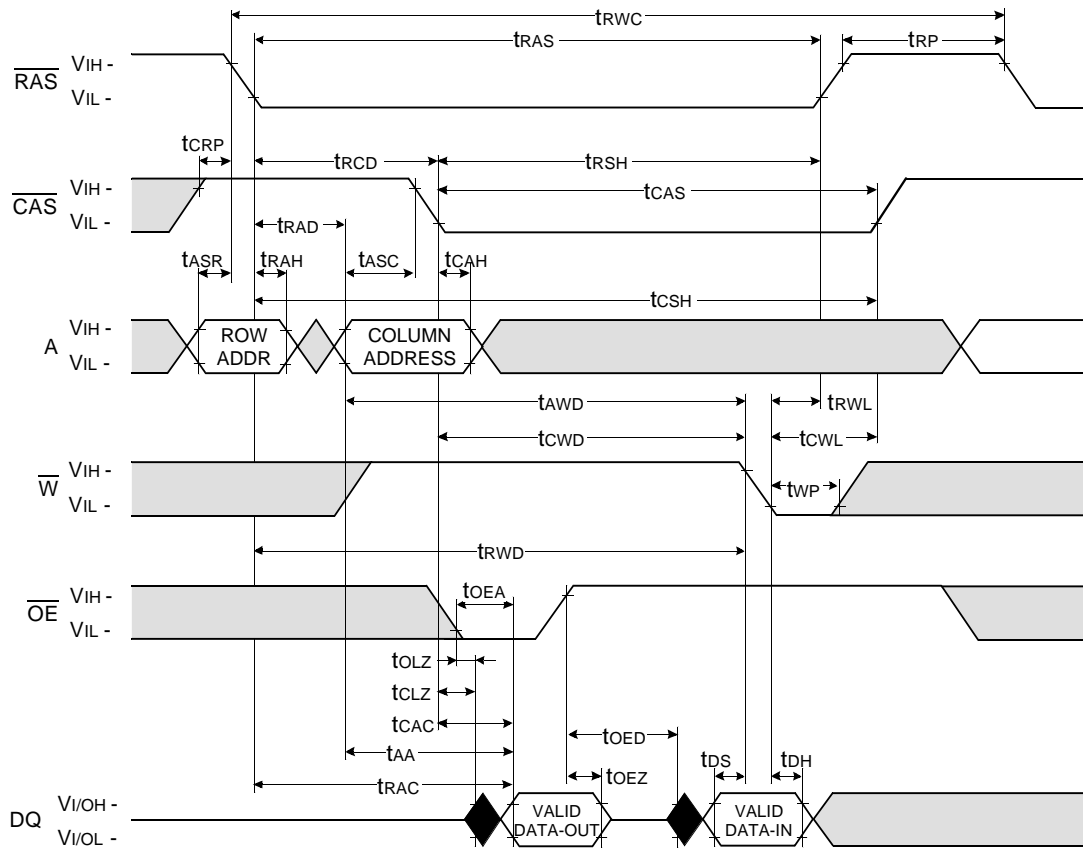 tRWC
tRAS
tRP
RAS
VIH -
VIL -
tCRP
tRCD
tRSH
CAS
VIH -
VIL -
tCAS
tRAD
tASR
tRAH
tASC
tCAH
tCSH
A
VIH -
VIL -
ROW
ADDR
COLUMN
ADDRESS
tAWD
tRWL
tCWD
tCWL
W
VIH -
VIL -
tWP
tRWD
OE
VIH -
VIL -
tOEA
tOLZ
tCLZ
tCAC
tOED
tAA
tOEZ
tDS
tDH
tRAC
DQ
VI/OH -
VI/OL -
VALID
DATA-OUT
VALID
DATA-IN